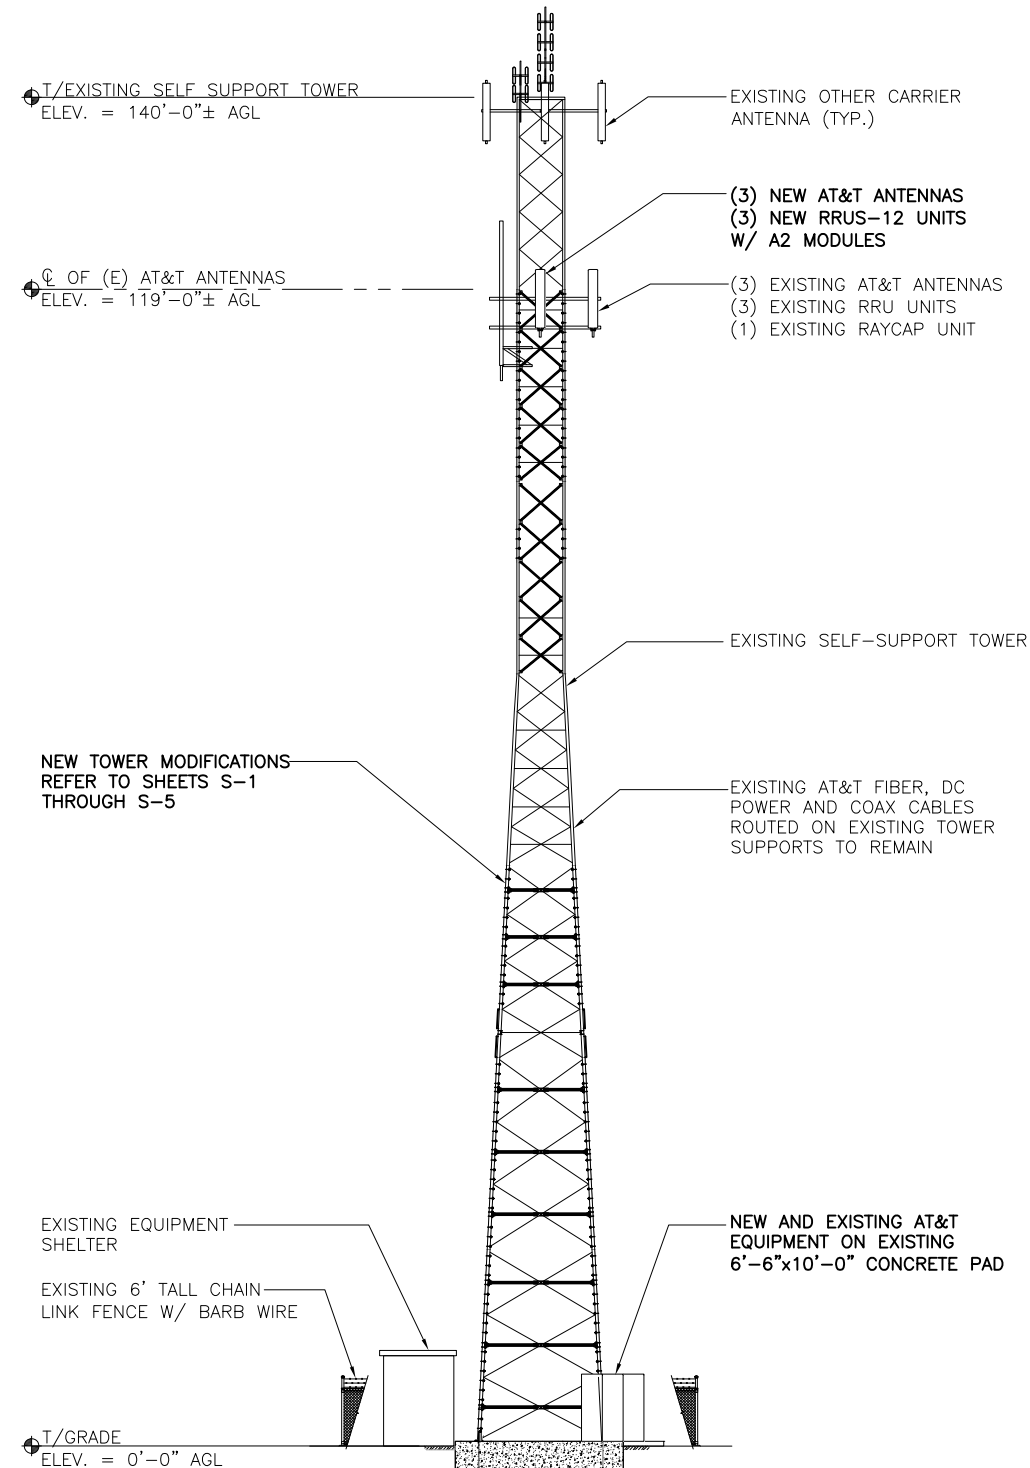 T/EXISTING SELF SUPPORT TOWER
ELEV. = 140'-0"± AGL
EXISTING OTHER CARRIER
ANTENNA (TYP.)
(3) NEW AT&T ANTENNAS
(3) NEW RRUS-12 UNITS
W/ A2 MODULES
℄ OF (E) AT&T ANTENNAS
ELEV. = 119'-0"± AGL
(3) EXISTING AT&T ANTENNAS
(3) EXISTING RRU UNITS
(1) EXISTING RAYCAP UNIT
EXISTING SELF-SUPPORT TOWER
NEW TOWER MODIFICATIONS
REFER TO SHEETS S-1
THROUGH S-5
EXISTING AT&T FIBER, DC
POWER AND COAX CABLES
ROUTED ON EXISTING TOWER
SUPPORTS TO REMAIN
EXISTING EQUIPMENT
SHELTER
NEW AND EXISTING AT&T
EQUIPMENT ON EXISTING
6'-6"x10'-0" CONCRETE PAD
EXISTING 6' TALL CHAIN
LINK FENCE W/ BARB WIRE
T/GRADE
ELEV. = 0'-0" AGL